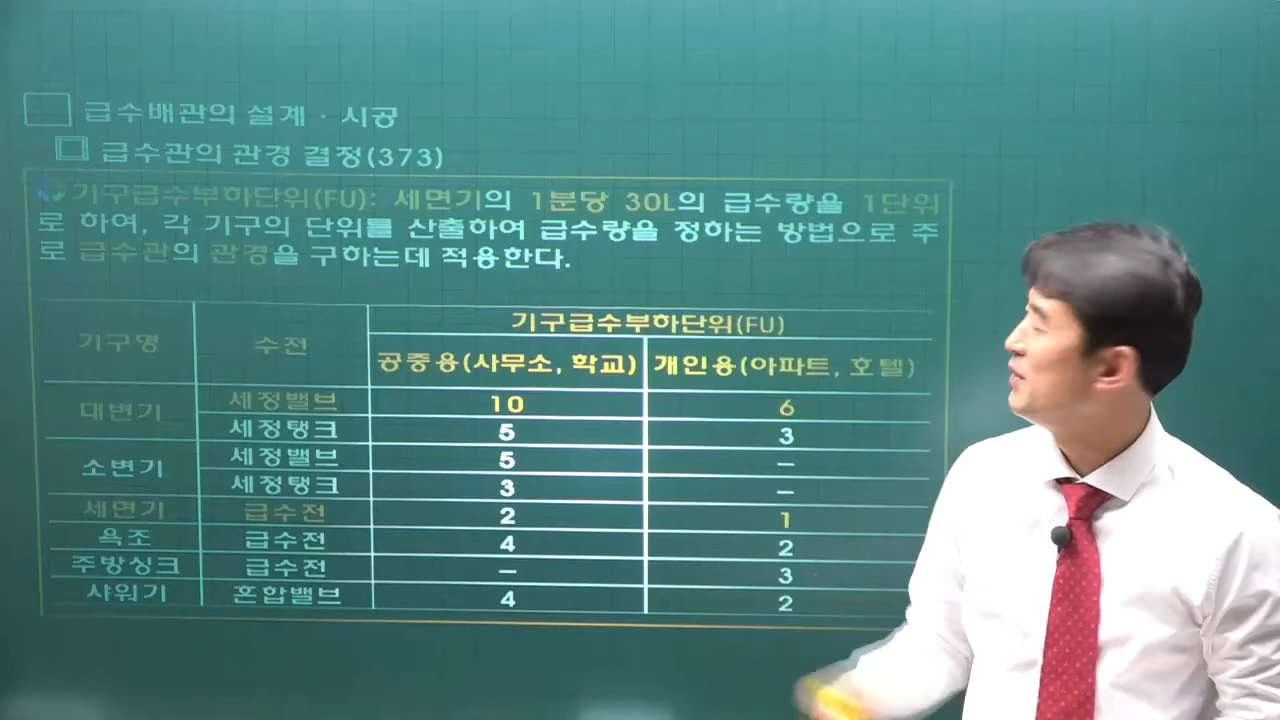 급수배관의 설계 · 시공
급수관의 관경 결정(373)
기구급수부하단위(FU): 세면기의 1분당 30L의 급수량을 1단위
로 하여, 각 기구의 단위를 산출하여 급수량을 정하는 방법으로 주
로 급수관의 관경을 구하는데 적용한다.
기구명 수전 기구급수부하단위(FU)
공중용(사무소, 학교) 개인용(아파트, 호텔)
대변기 세정밸브 10 6
세정탱크 5 3
소변기 세정밸브 5 –
세정탱크 3 –
세면기 급수전 2 1
욕조 급수전 4 2
주방싱크 급수전 – 3
샤워기 혼합밸브 4 2